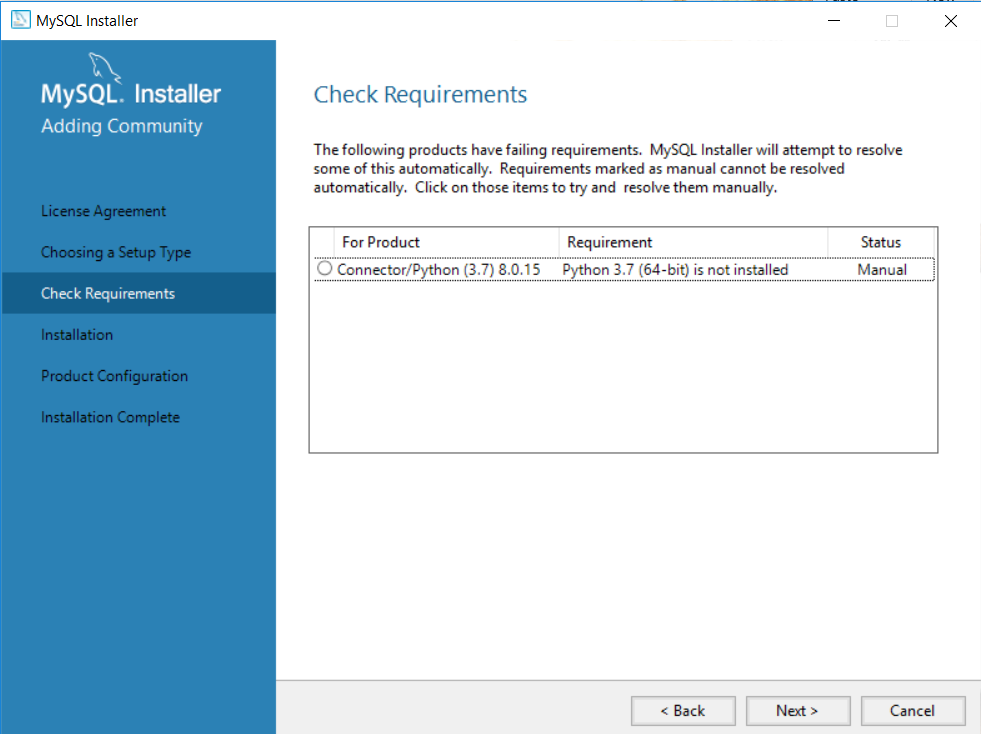 MySQL Installer
MySQL. Installer
Adding Community
License Agreement
Choosing a Setup Type
Check Requirements
Installation
Product Configuration
Installation Complete
Check Requirements
The following products have failing requirements.  MySQL Installer will attempt to resolve
some of this automatically.  Requirements marked as manual cannot be resolved
automatically.  Click on those items to try and  resolve them manually.
For Product Requirement Status
Connector/Python (3.7) 8.0.15 Python 3.7 (64-bit) is not installed Manual
< Back Next > Cancel